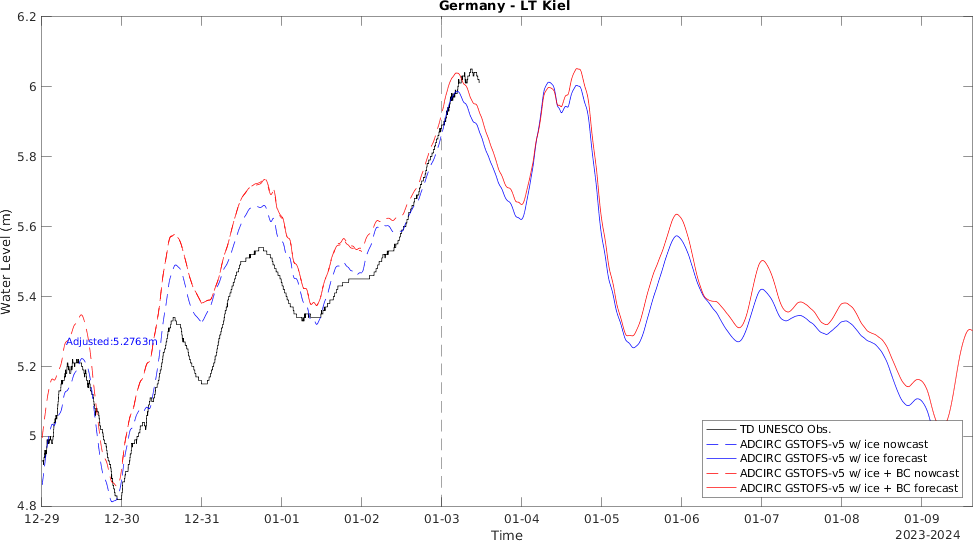 Germany - LT Kiel
6.2
6
5.8
5.6
5.4
5.2
5
4.8
Water Level (m)
Adjusted:5.2763m
TD UNESCO Obs.
ADCIRC GSTOFS-v5 w/ ice nowcast
ADCIRC GSTOFS-v5 w/ ice forecast
ADCIRC GSTOFS-v5 w/ ice + BC nowcast
ADCIRC GSTOFS-v5 w/ ice + BC forecast
12-29 12-30 12-31 01-01 01-02 01-03 01-04 01-05 01-06 01-07 01-08 01-09
Time
2023-2024